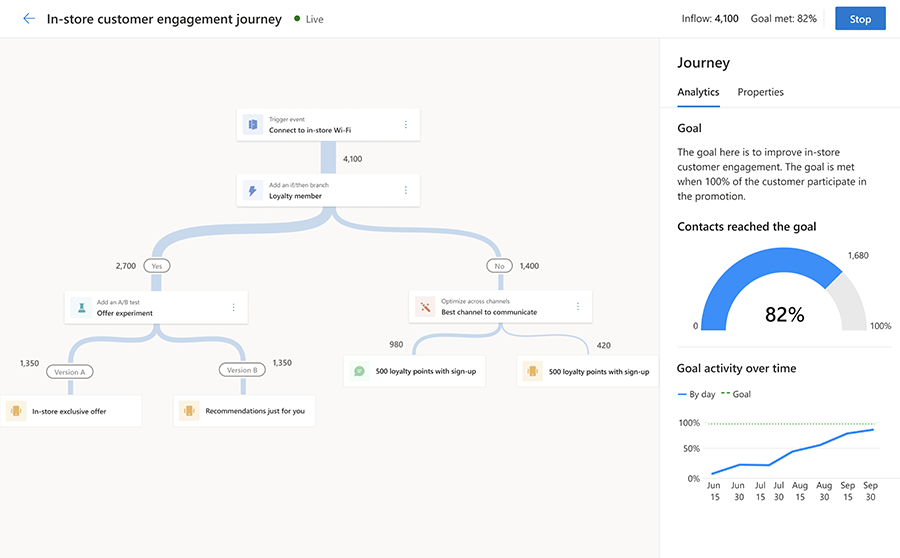 In-store customer engagement journey
Live
Inflow: 4,100
Goal met: 82%
Stop
Trigger event
Connect to in-store Wi-Fi
4,100
Add an if/then branch
Loyalty member
2,700
Yes
No
1,400
Add an A/B test
Offer experiment
Optimize across channels
Best channel to communicate
1,350
Version A
Version B
1,350
980
420
500 loyalty points with sign-up
500 loyalty points with sign-up
In-store exclusive offer
Recommendations just for you
Journey
Analytics
Properties
Goal
The goal here is to improve in-store
customer engagement. The goal is met
when 100% of the customer participate in
the promotion.
Contacts reached the goal
1,680
82%
0
100%
Goal activity over time
By day
Goal
100%
50%
0%
Jun 15
Jun 30
Jul 15
Jul 30
Aug 15
Aug 30
Sep 15
Sep 30